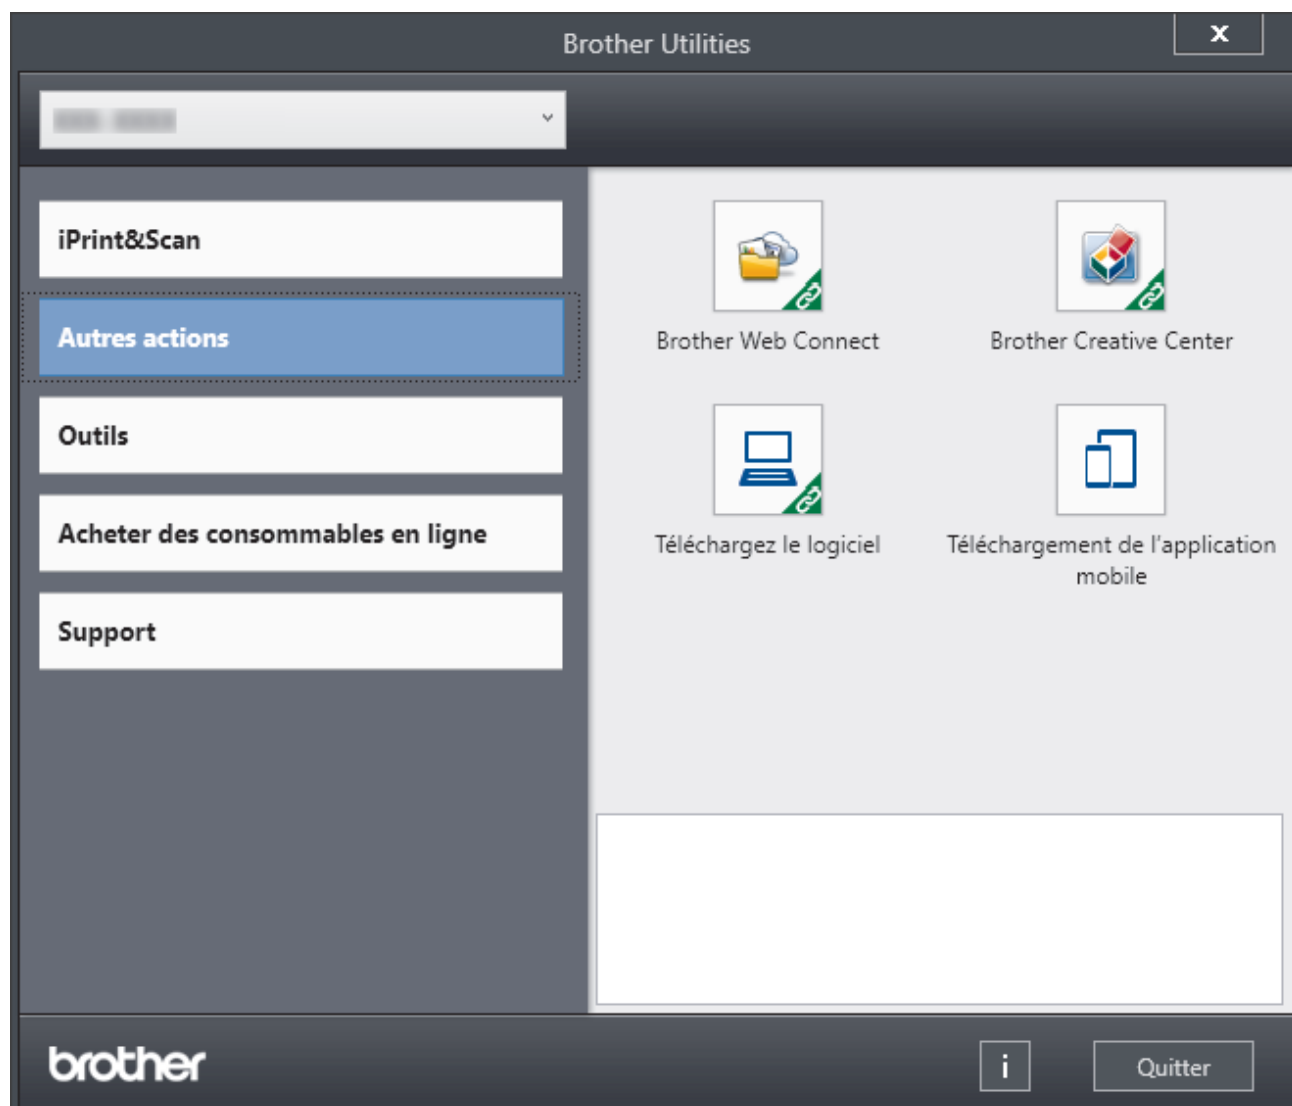 Brother Utilities
x
iPrint&Scan
Autres actions
Outils
Acheter des consommables en ligne
Support
Brother Web Connect
Brother Creative Center
Téléchargez le logiciel
Téléchargement de l'application
mobile
brother
i
Quitter